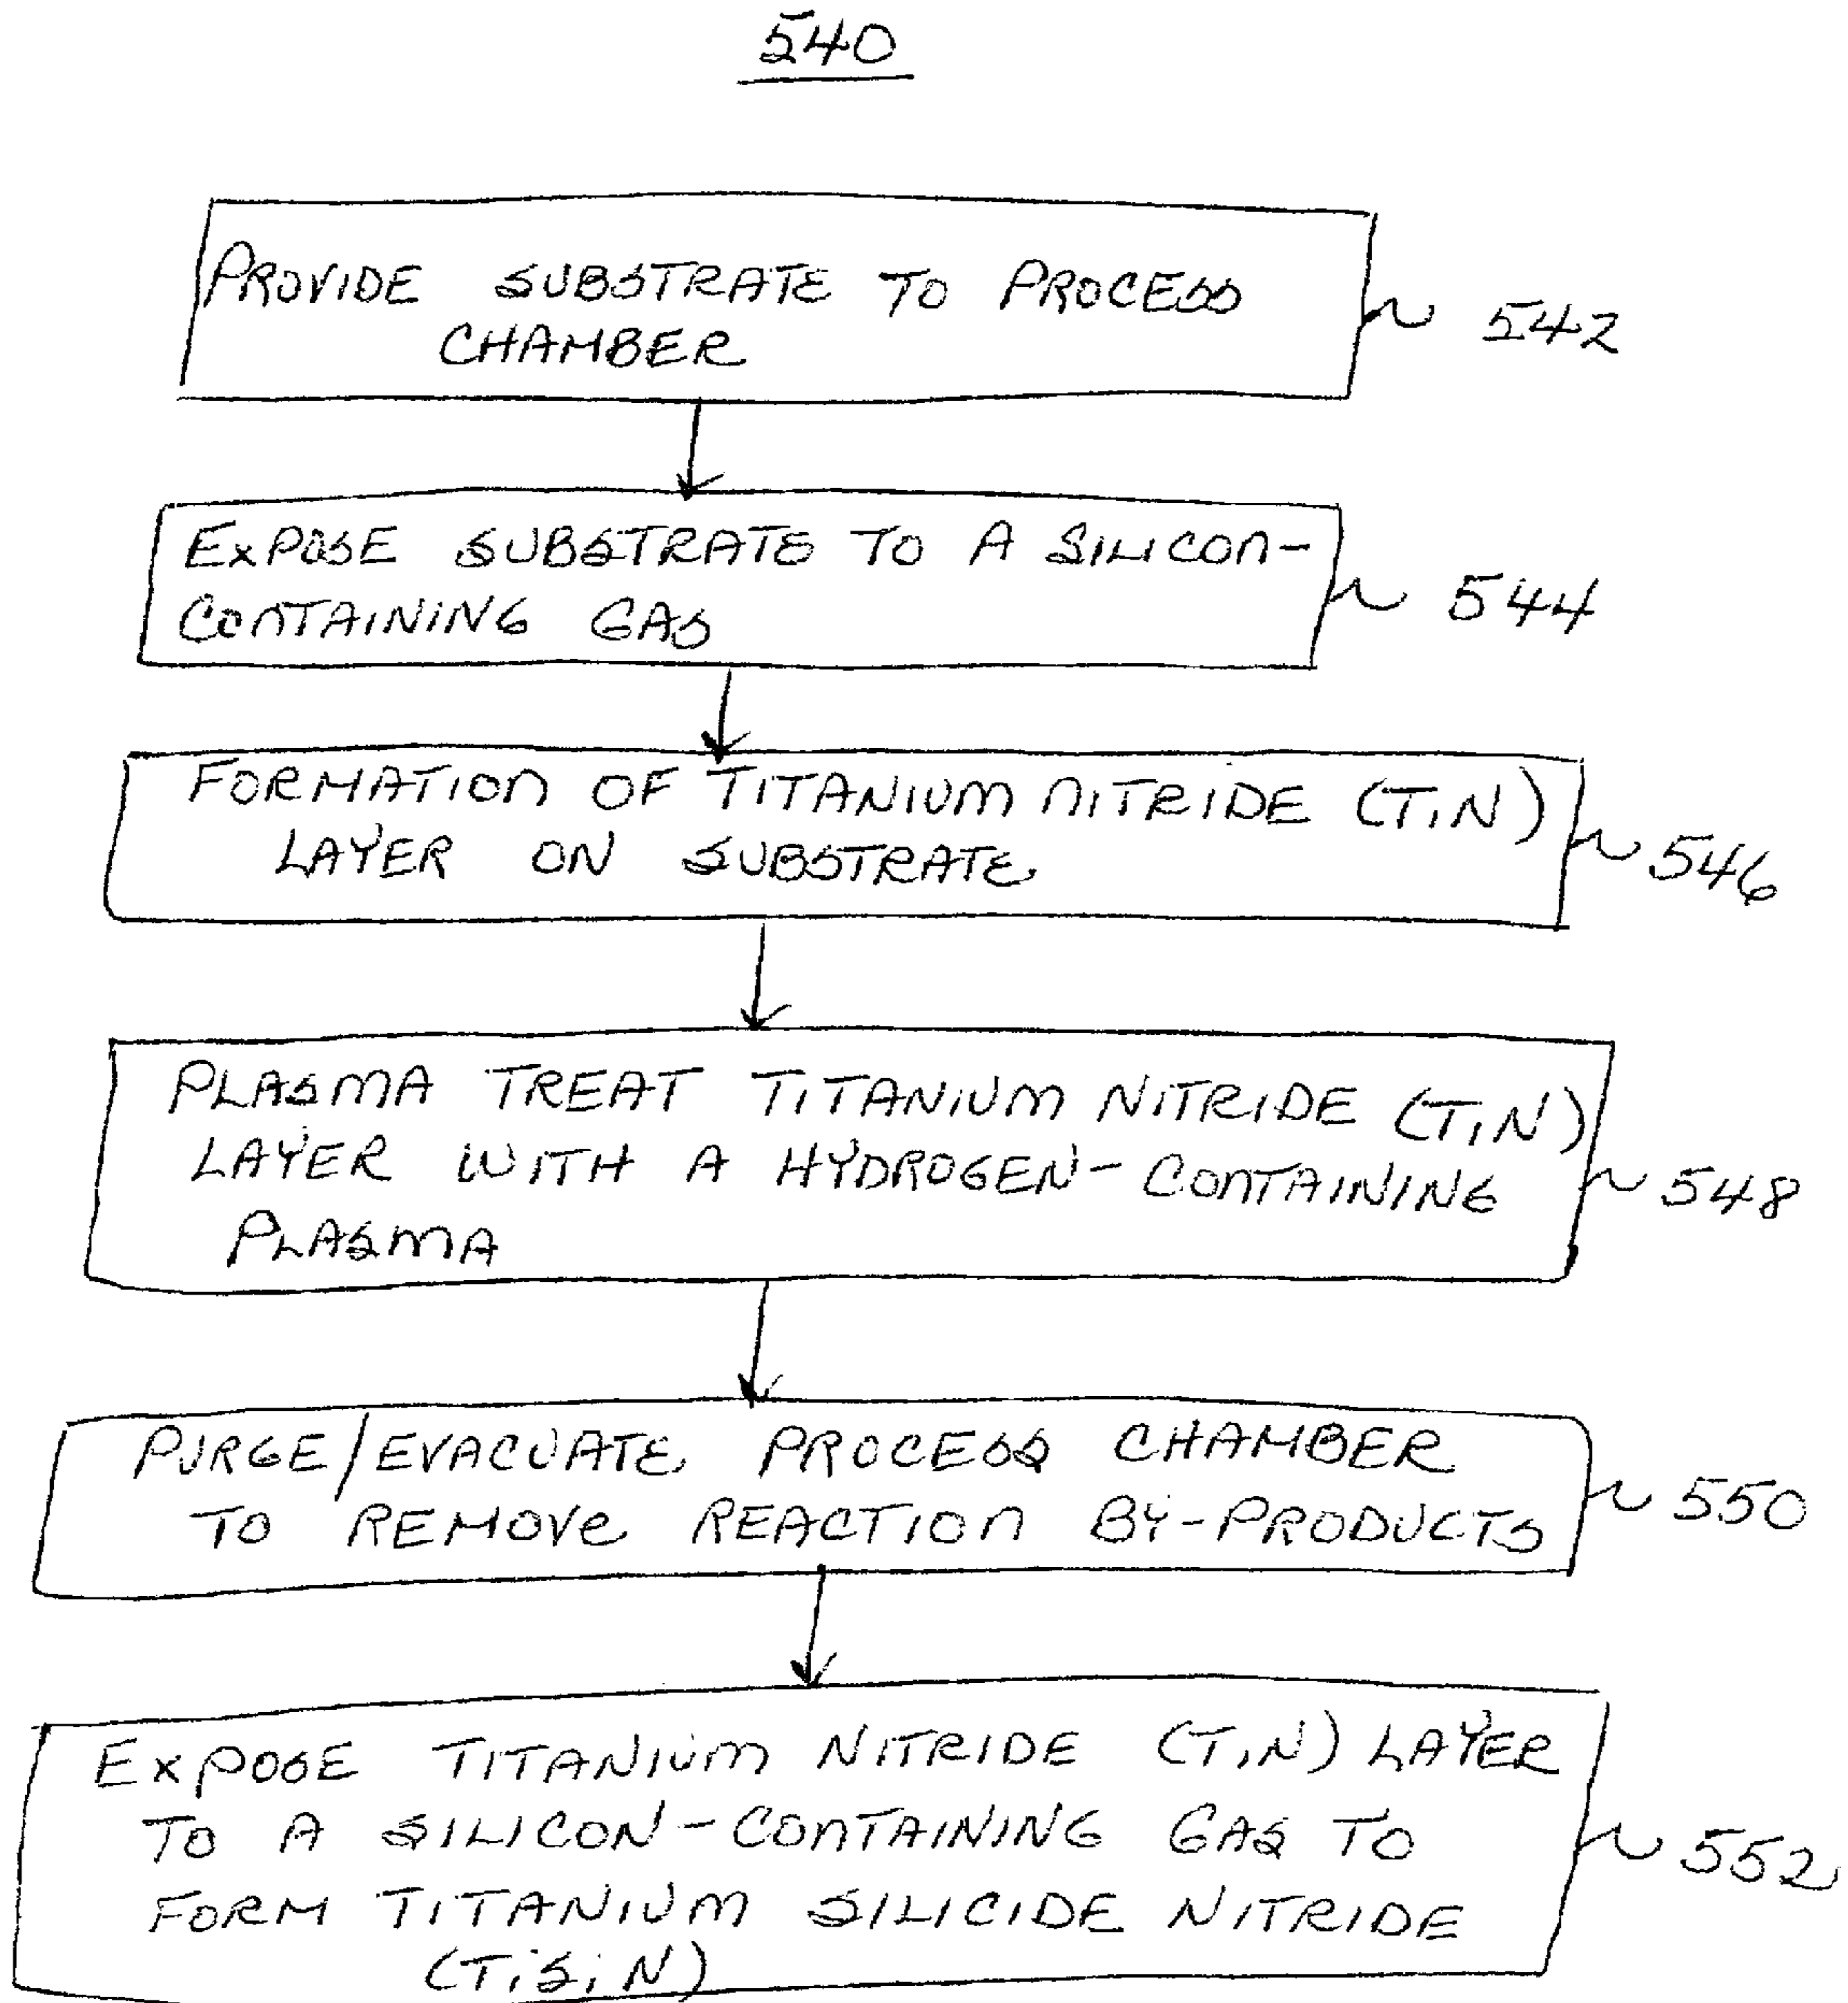 540
PROVIDE SUBSTRATE TO PROCESS
CHAMBER
542
EXPOSE SUBSTRATE TO A SILICON-
CONTAINING GAS
544
FORMATION OF TITANIUM NITRIDE (TiN)
LAYER ON SUBSTRATE
546
PLASMA TREAT TITANIUM NITRIDE (TiN)
LAYER WITH A HYDROGEN-CONTAINING
PLASMA
548
PURGE/EVACUATE PROCESS CHAMBER
TO REMOVE REACTION BY-PRODUCTS
550
EXPOSE TITANIUM NITRIDE (TiN) LAYER
TO A SILICON-CONTAINING GAS TO
FORM TITANIUM SILICIDE NITRIDE
(TiSiN)
552